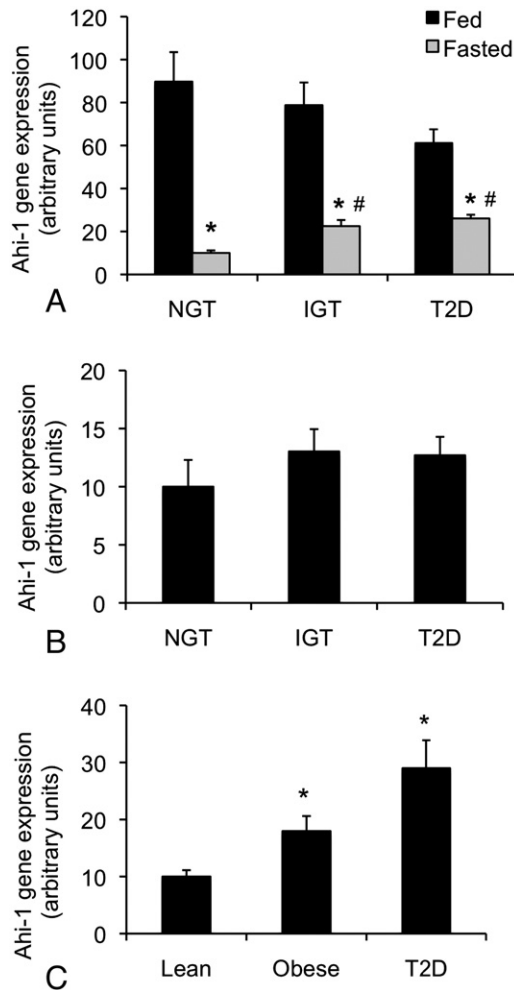 Fed
Fasted
Ahi-1 gene expression
(arbitrary units)
120
100
80
60
40
20
0
*
* #
* #
A
NGT IGT T2D
Ahi-1 gene expression
(arbitrary units)
20
15
10
5
0
B
NGT IGT T2D
Ahi-1 gene expression
(arbitrary units)
40
30
20
10
0
*
*
C
Lean Obese T2D